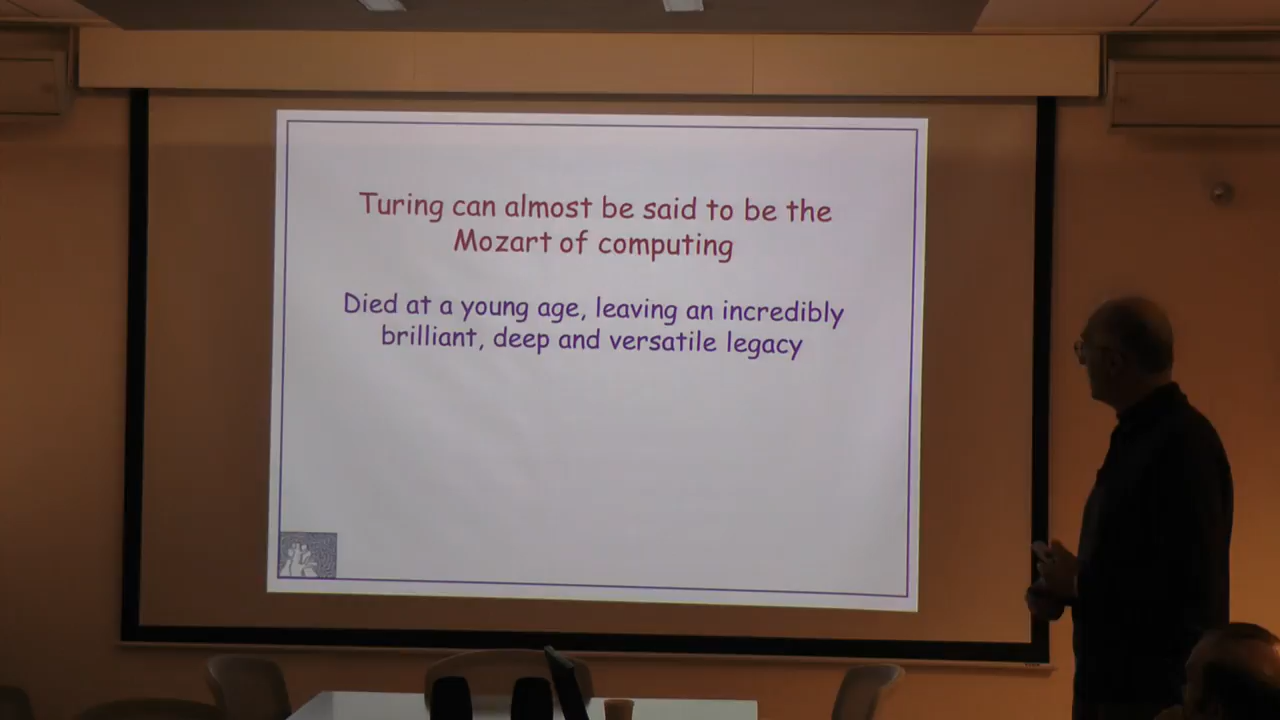 Turing can almost be said to be the
Mozart of computing
Died at a young age, leaving an incredibly
brilliant, deep and versatile legacy